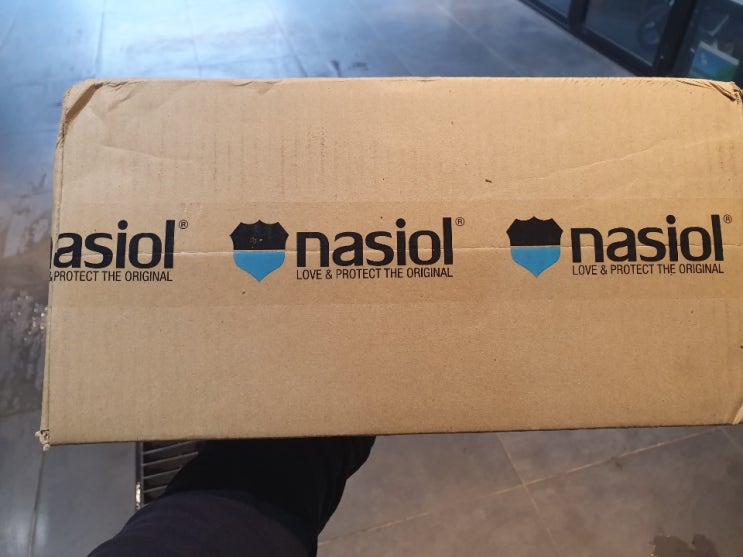 asiol®
& PROTECT THE ORIGINAL
nasiol®
LOVE & PROTECT THE ORIGINAL
nasiol®
LOVE & PROTECT THE ORIGINAL